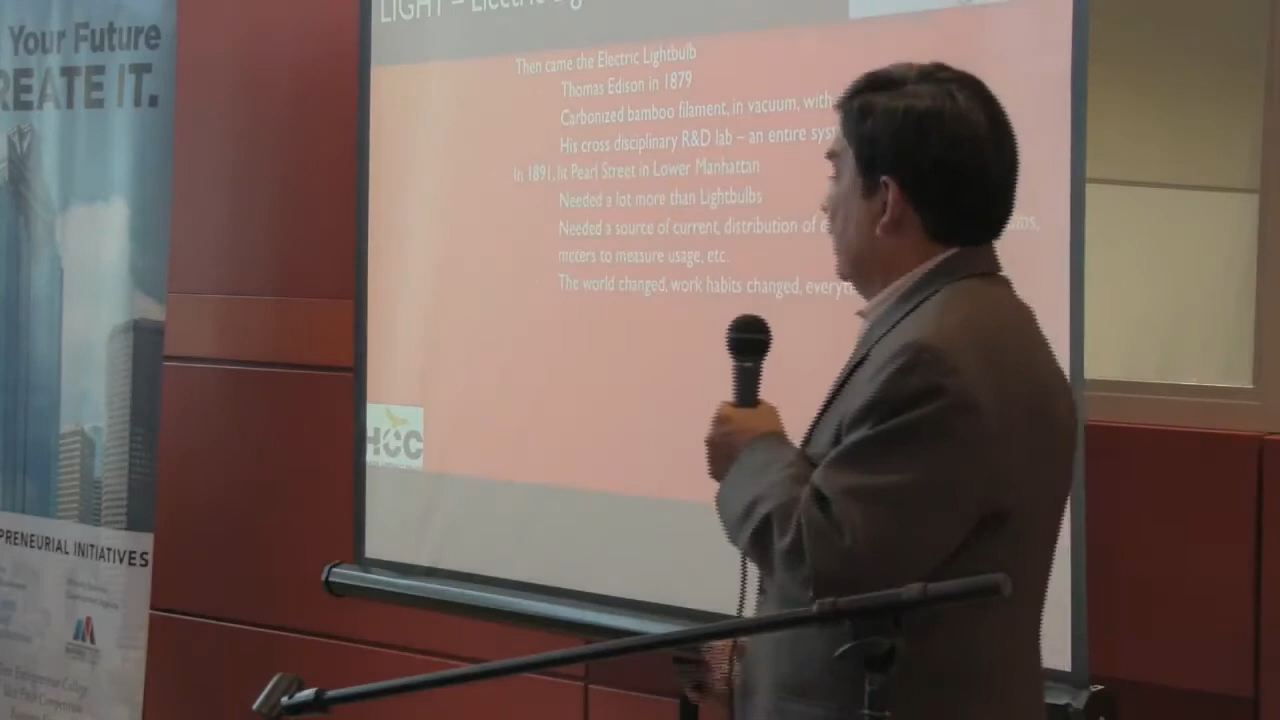 Your Future
REATE IT.
PRENEURIAL INITIATIVES
LIGHT – Electric
Then came the Electric Lightbulb
Thomas Edison in 1879
Carbonized bamboo filament, in vacuum, with
His cross disciplinary R&D lab – an entire sys
In 1891, lit Pearl Street in Lower Manhattan
Needed a lot more than Lightbulbs
Needed a source of current, distribution of
meters to measure usage, etc.
The world changed, work habits changed, everyt
HCC